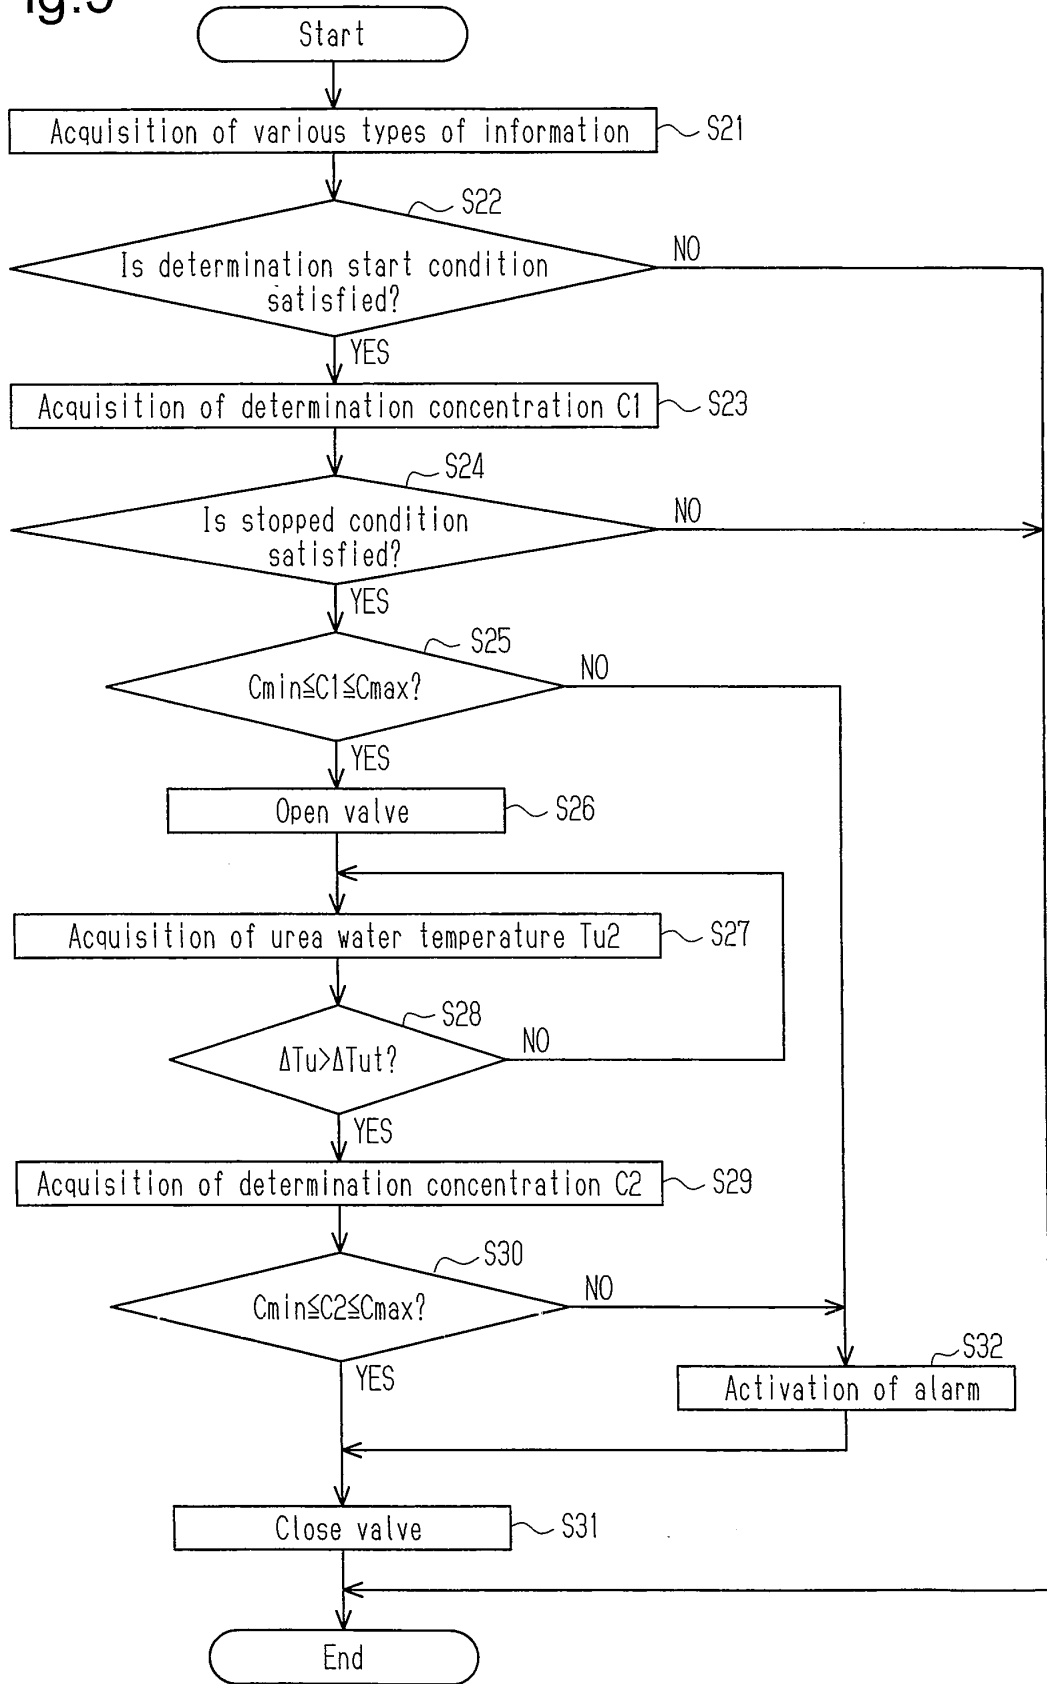 ig.5
Start
Acquisition of various types of information
S21
S22
Is determination start condition
satisfied?
NO
YES
Acquisition of determination concentration C1
S23
S24
Is stopped condition
satisfied?
NO
YES
S25
Cmin≦C1≦Cmax?
NO
YES
Open valve
S26
Acquisition of urea water temperature Tu2
S27
S28
ΔTu>ΔTut?
NO
YES
Acquisition of determination concentration C2
S29
S30
Cmin≦C2≦Cmax?
NO
YES
S32
Activation of alarm
Close valve
S31
End